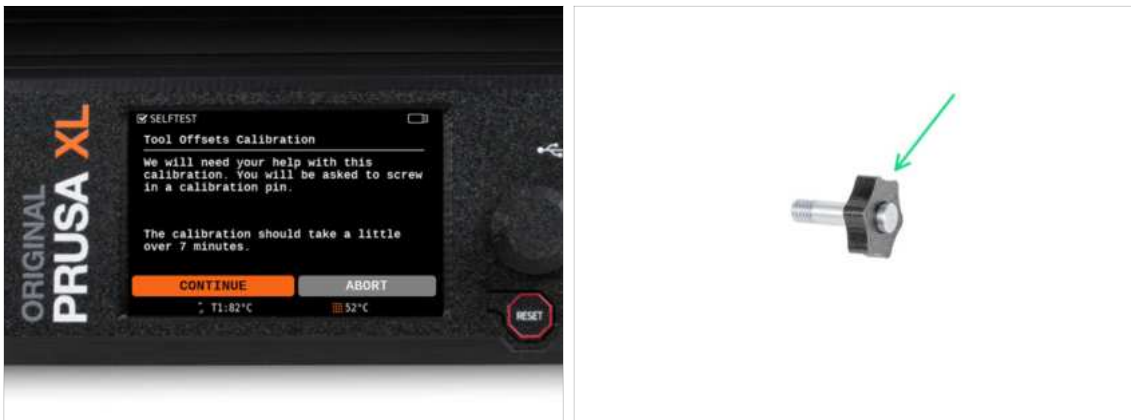 ORIGINAL
PRUSA XL
SELFTEST
Tool Offsets Calibration
We will need your help with this
calibration. You will be asked to screw
in a calibration pin.
The calibration should take a little
over 7 minutes.
CONTINUE
ABORT
T1:82°C
52°C
RESET